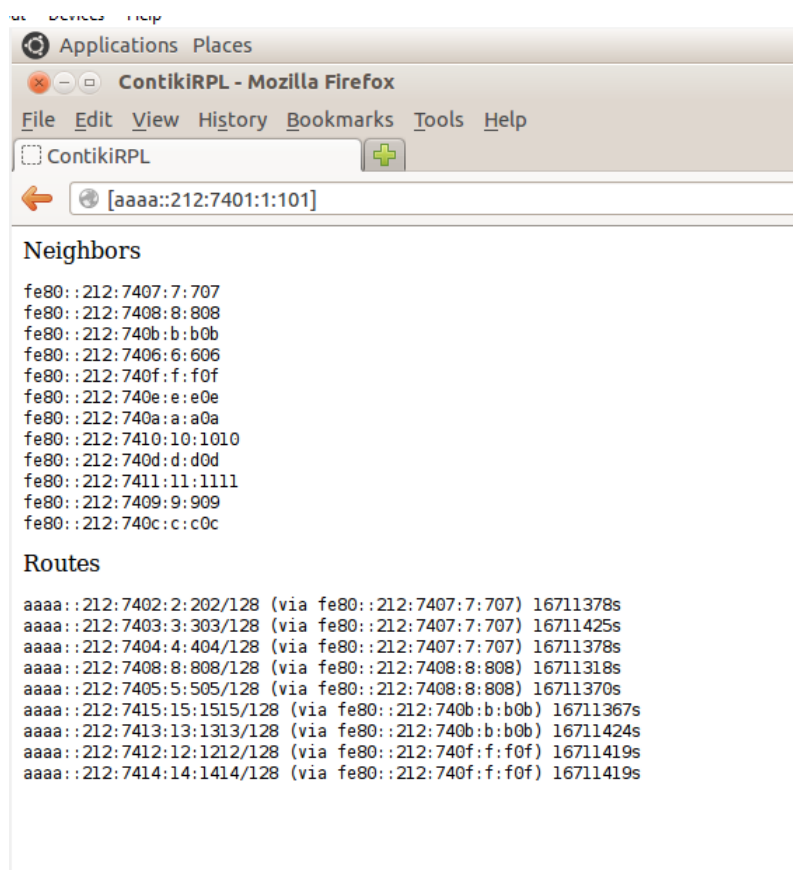 Applications Places
ContikiRPL - Mozilla Firefox
File Edit View History Bookmarks Tools Help
ContikiRPL
[aaaa::212:7401:1:101]
Neighbors
fe80::212:7407:7:707
fe80::212:7408:8:808
fe80::212:740b:b:b0b
fe80::212:7406:6:606
fe80::212:740f:f:f0f
fe80::212:740e:e:e0e
fe80::212:740a:a:a0a
fe80::212:7410:10:1010
fe80::212:740d:d:d0d
fe80::212:7411:11:1111
fe80::212:7409:9:909
fe80::212:740c:c:c0c
Routes
aaaa::212:7402:2:202/128 (via fe80::212:7407:7:707) 16711378s
aaaa::212:7403:3:303/128 (via fe80::212:7407:7:707) 16711425s
aaaa::212:7404:4:404/128 (via fe80::212:7407:7:707) 16711378s
aaaa::212:7408:8:808/128 (via fe80::212:7408:8:808) 16711318s
aaaa::212:7405:5:505/128 (via fe80::212:7408:8:808) 16711370s
aaaa::212:7415:15:1515/128 (via fe80::212:740b:b:b0b) 16711367s
aaaa::212:7413:13:1313/128 (via fe80::212:740b:b:b0b) 16711424s
aaaa::212:7412:12:1212/128 (via fe80::212:740f:f:f0f) 16711419s
aaaa::212:7414:14:1414/128 (via fe80::212:740f:f:f0f) 16711419s